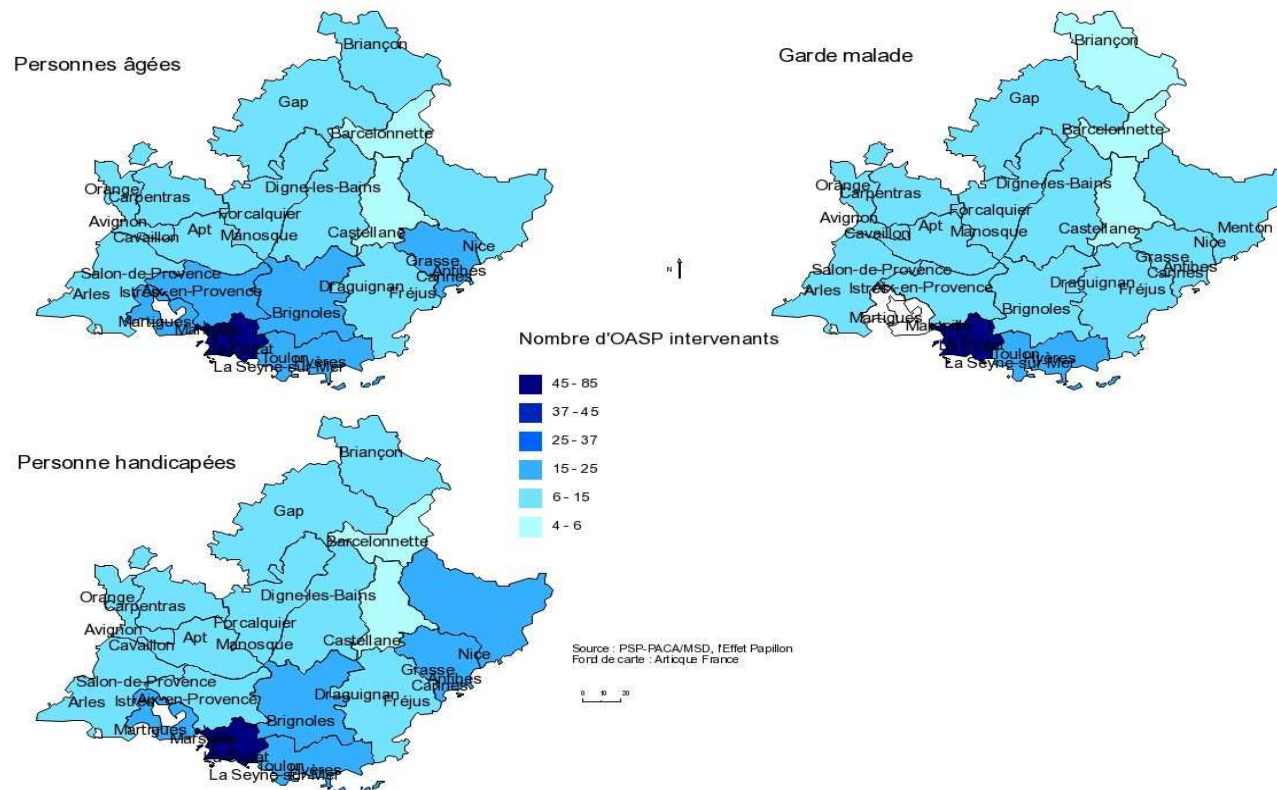 Personnes âgées
Briançon
Gap
Barcelonnette
Orange
Carpentras
Digne-les-Bains
Avignon
Forcalquier
Cavaillon
Apt
Manosque
Castellane
Nice
Grasse
Antibes
Cannes
Salon-de-Provence
Arles
Istres
Aix-en-Provence
Draguignan
Fréjus
Brignoles
Martigues
Toulon
Hyères
La Seyne-sur-Mer
Garde malade
Briançon
Gap
Barcelonnette
Orange
Carpentras
Digne-les-Bains
Avignon
Forcalquier
Cavaillon
Apt
Manosque
Castellane
Menton
Nice
Grasse
Antibes
Cannes
Salon-de-Provence
Arles
Istres
Aix-en-Provence
Draguignan
Fréjus
Brignoles
Martigues
Marseille
Toulon
Hyères
La Seyne-sur-Mer
N
Nombre d'OASP intervenants
45 - 85
37 - 45
25 - 37
15 - 25
6 - 15
4 - 6
Personne handicapées
Briançon
Gap
Barcelonnette
Orange
Carpentras
Digne-les-Bains
Avignon
Forcalquier
Cavaillon
Apt
Manosque
Castellane
Nice
Grasse
Antibes
Cannes
Salon-de-Provence
Arles
Istres
Aix-en-Provence
Draguignan
Fréjus
Brignoles
Martigues
Toulon
Hyères
La Seyne-sur-Mer
Source : PSP-PACA/MSD, l'Effet Papillon
Fond de carte : Articque France
0 10 20